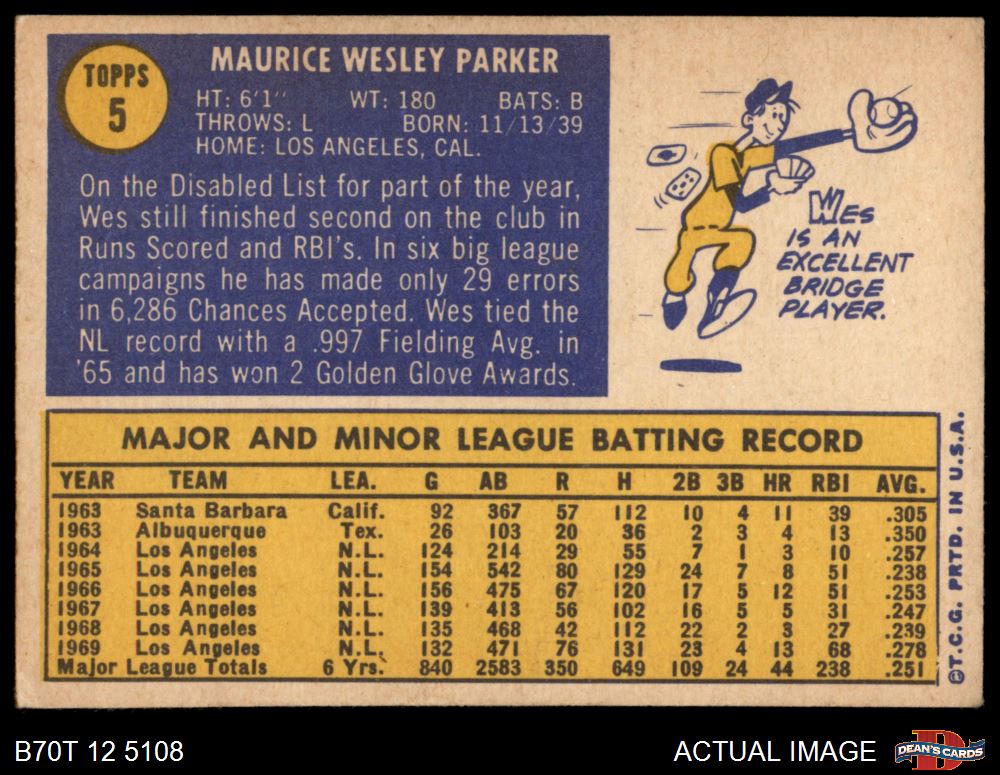 TOPPS
5
MAURICE WESLEY PARKER
HT: 6'1" WT: 180 BATS: B
THROWS: L BORN: 11/13/39
HOME: LOS ANGELES, CAL.
On the Disabled List for part of the year,
Wes still finished second on the club in
Runs Scored and RBI's. In six big league
campaigns he has made only 29 errors
in 6,286 Chances Accepted. Wes tied the
NL record with a .997 Fielding Avg. in
'65 and has won 2 Golden Glove Awards.
WES
IS AN
EXCELLENT
BRIDGE
PLAYER.
MAJOR AND MINOR LEAGUE BATTING RECORD
YEAR TEAM LEA. G AB R H 2B 3B HR RBI AVG.
1963 Santa Barbara Calif. 92 367 57 112 10 4 11 39 .305
1963 Albuquerque Tex. 26 103 20 36 2 3 4 13 .350
1964 Los Angeles N.L. 124 214 29 55 7 1 3 10 .257
1965 Los Angeles N.L. 154 542 80 129 24 7 8 51 .238
1966 Los Angeles N.L. 156 475 67 120 17 5 12 51 .253
1967 Los Angeles N.L. 139 413 56 102 16 5 5 31 .247
1968 Los Angeles N.L. 135 468 42 112 22 2 3 27 .239
1969 Los Angeles N.L. 132 471 76 131 23 4 13 68 .278
Major League Totals 6 Yrs. 840 2583 350 649 109 24 44 238 .251
©T.C.G. PRTD. IN U.S.A.
B70T 12 5108
ACTUAL IMAGE
DEAN'S CARDS